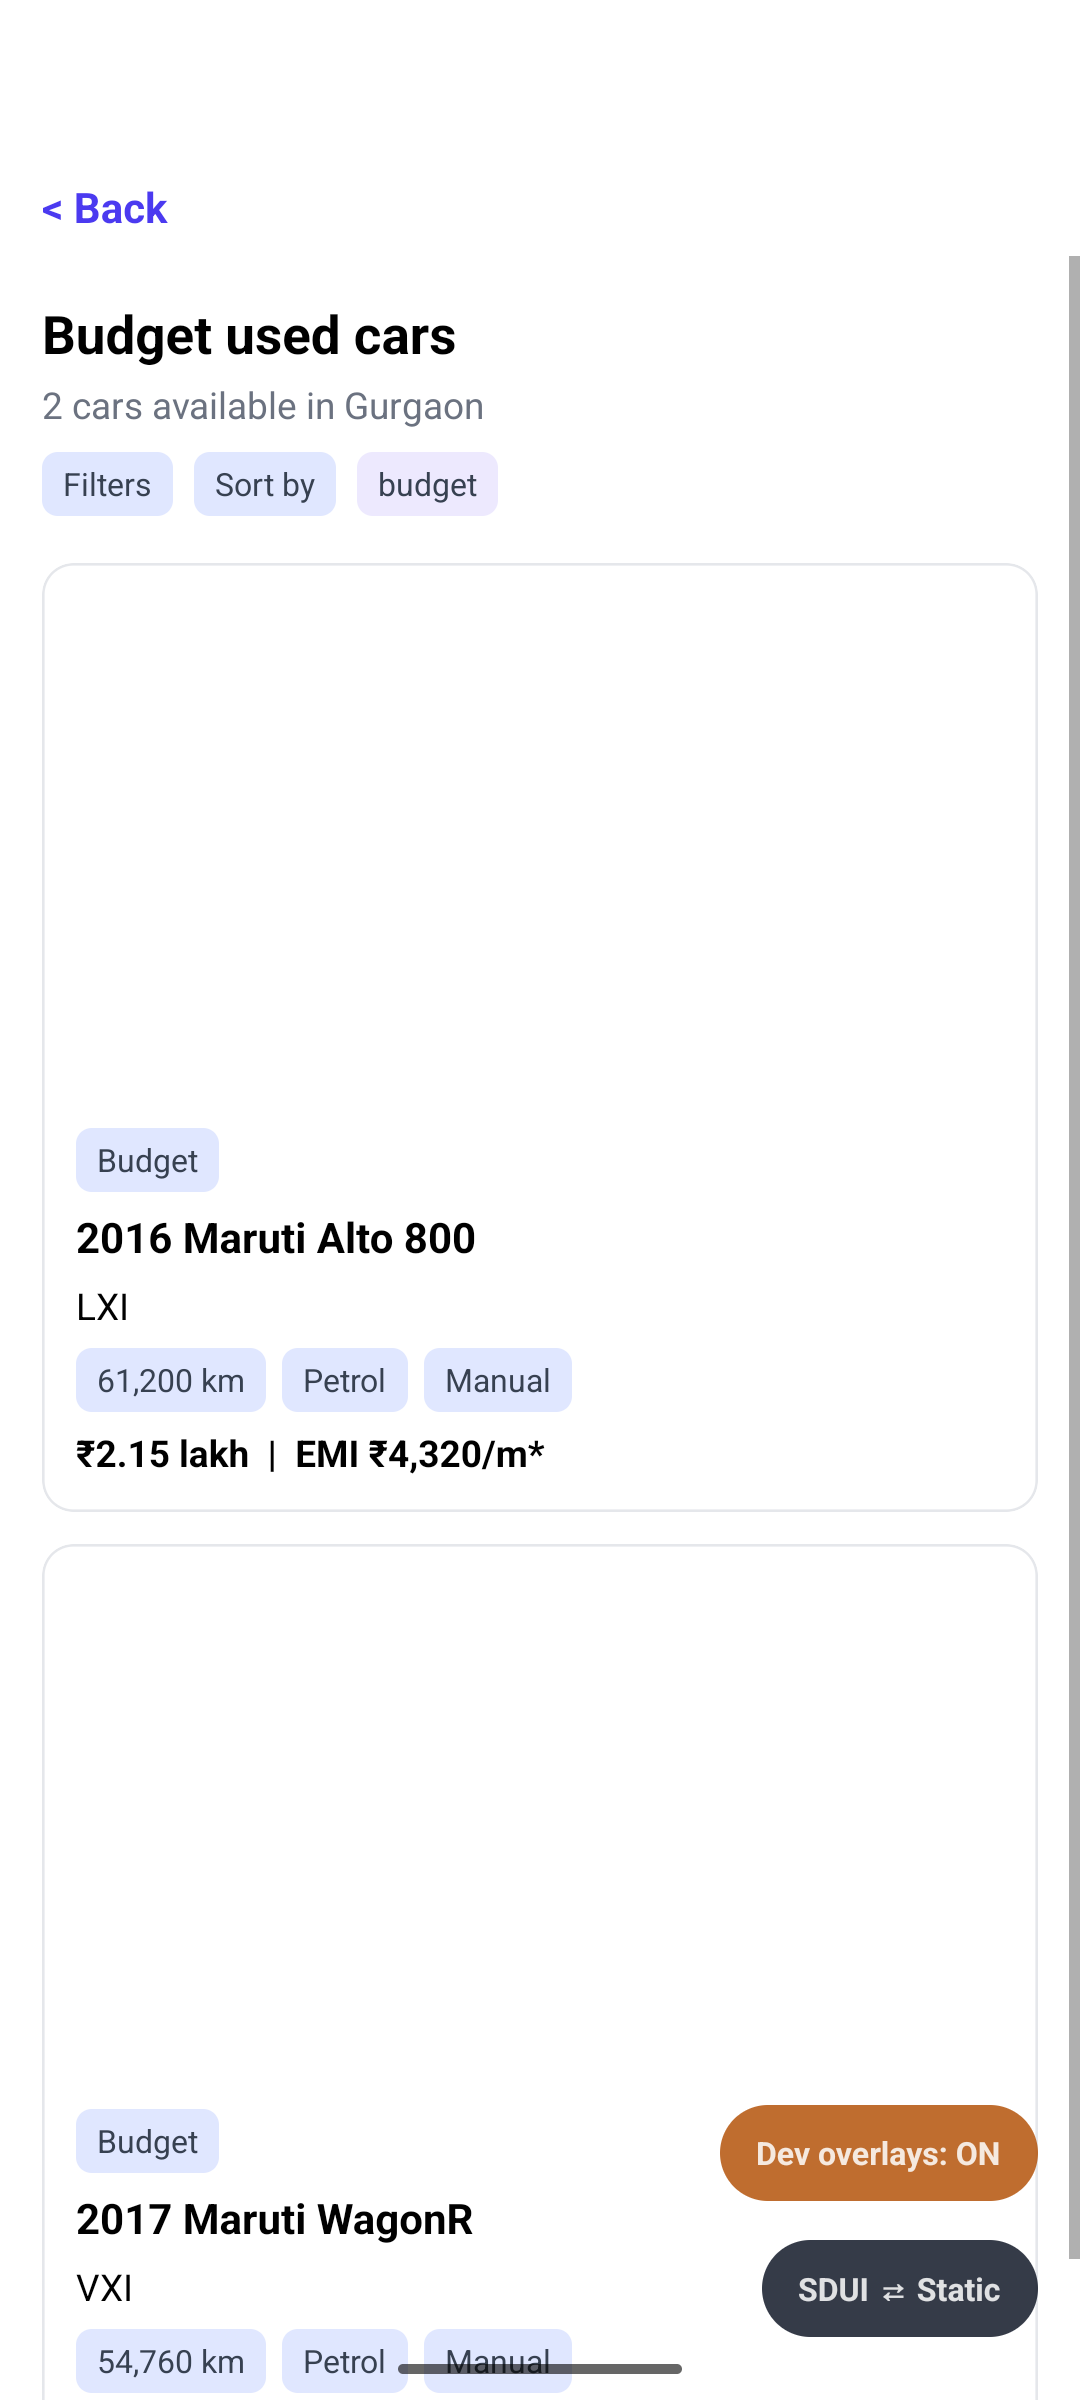 < Back
Budget used cars
2 cars available in Gurgaon
Filters Sort by budget
Budget
2016 Maruti Alto 800
LXI
61,200 km Petrol Manual
₹2.15 lakh | EMI ₹4,320/m*
Budget
Dev overlays: ON
2017 Maruti WagonR
VXI
SDUI ⇄ Static
54,760 km Petrol Manual